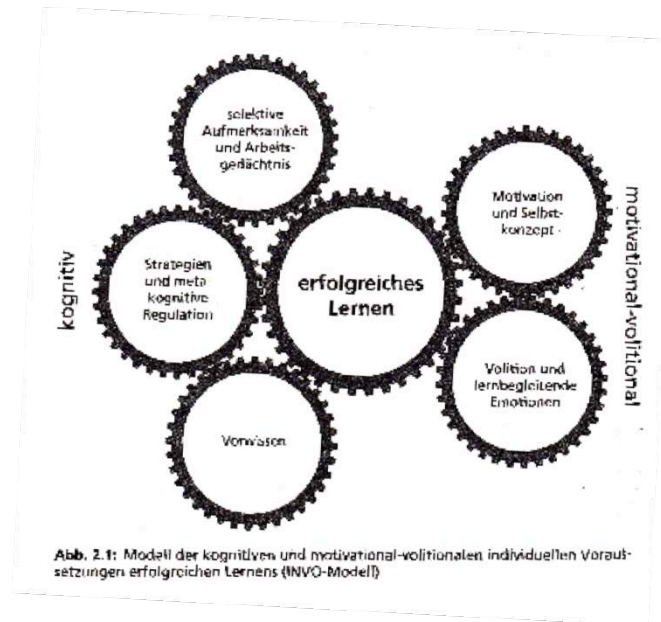 selektive
Aufmerksamkeit
und Arbeits-
gedächtnis
Motivation
und Selbst-
konzept
Strategien
und meta
kognitive
Regulation
erfolgreiches
Lernen
Volition und
lernbegleitende
Emotionen
Vorwissen
kognitiv
motivational-volitional
Abb. 2.1: Modell der kognitiven und motivational-volitionalen individuellen Voraus-
setzungen erfolgreichen Lernens (INVO-Modell)